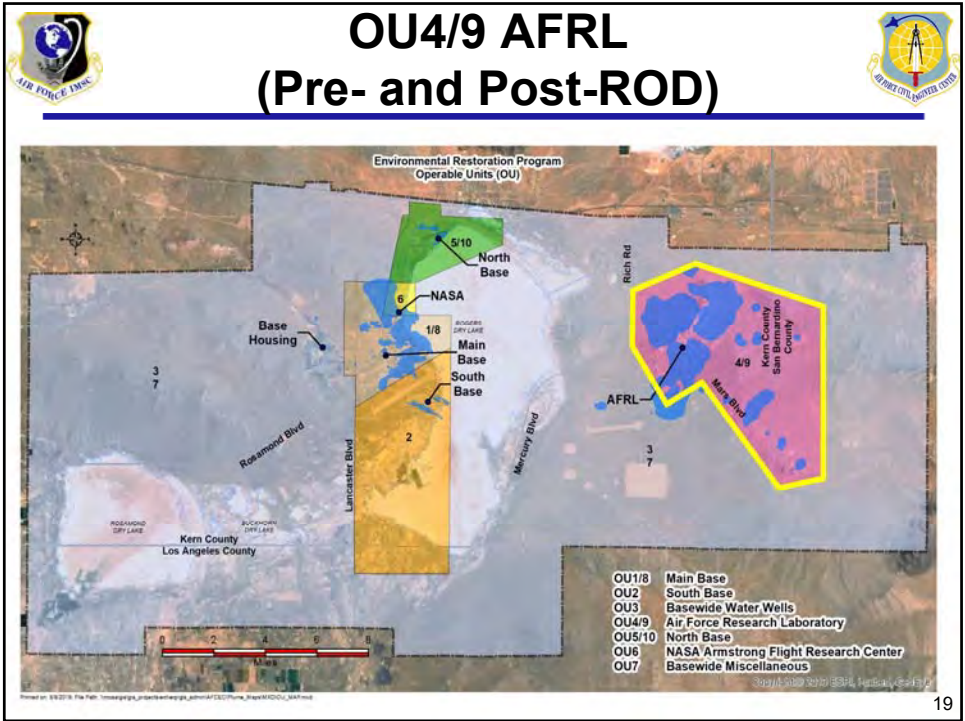 OU4/9 AFRL
(Pre- and Post-ROD)
AIR FORCE IMSC
AIR FORCE CIVIL ENGINEER CENTER
Environmental Restoration Program
Operable Units (OU)
5/10
North
Base
6
NASA
Rich Rd
Kern County
San Bernardino
County
Base
Housing
1/8
ROGERS
DRY LAKE
Main
Base
South
Base
4/9
AFRL
Mars Blvd
3
7
2
3
7
Rosamond Blvd
Lancaster Blvd
Mercury Blvd
ROSAMOND
DRY LAKE
BUCKHORN
DRY LAKE
Kern County
Los Angeles County
0 2 4 6 8
Miles
OU1/8 Main Base
OU2 South Base
OU3 Basewide Water Wells
OU4/9 Air Force Research Laboratory
OU5/10 North Base
OU6 NASA Armstrong Flight Research Center
OU7 Basewide Miscellaneous
19